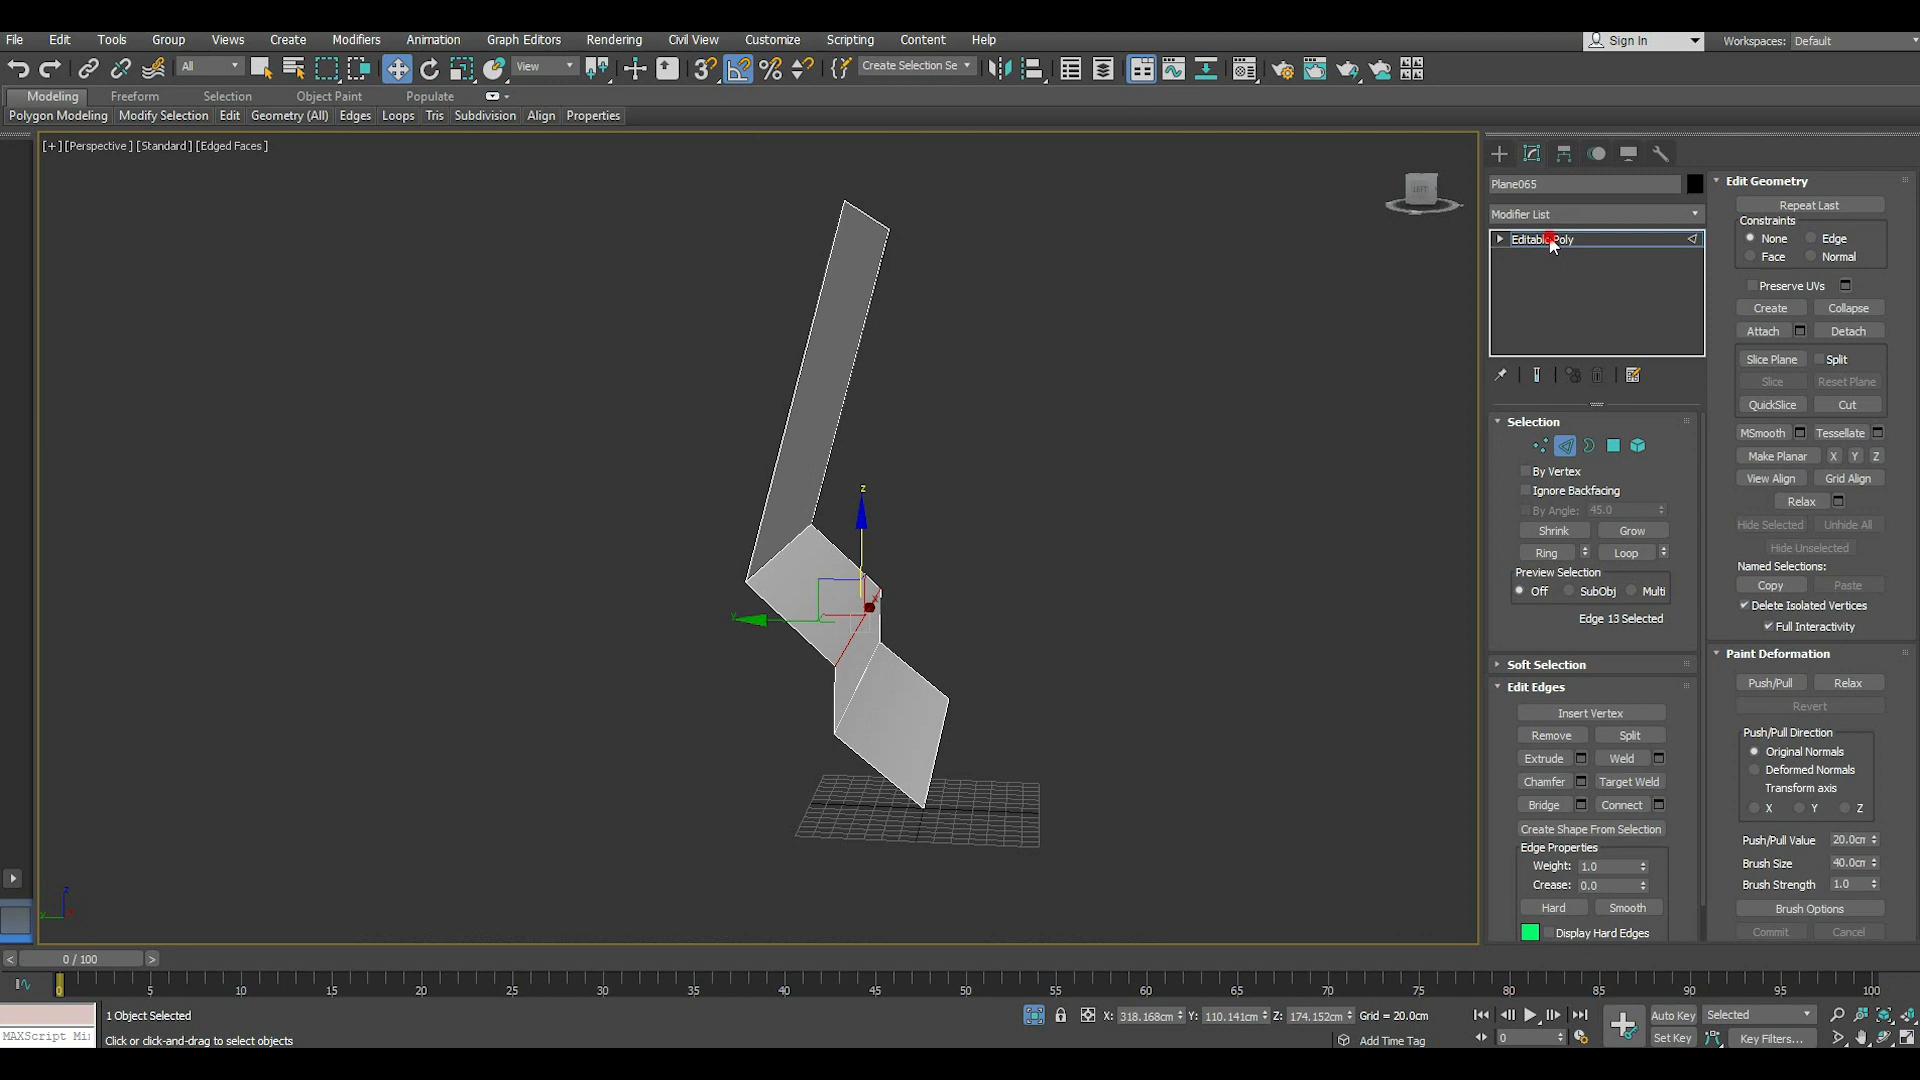 File Edit Tools Group Views Create Modifiers Animation Graph Editors Rendering Civil View Customize Scripting Content Help Sign In Workspaces: Default
All View Create Selection Se
Modeling Freeform Selection Object Paint Populate
Polygon Modeling Modify Selection Edit Geometry (All) Edges Loops Tris Subdivision Align Properties
[+] [Perspective] [Standard] [Edged Faces]
LEFT
z
x
y
z
y
Plane065
Modifier List
Editable Poly
Selection
By Vertex
Ignore Backfacing
By Angle: 45.0
Shrink Grow
Ring Loop
Preview Selection
Off SubObj Multi
Edge 13 Selected
Soft Selection
Edit Edges
Insert Vertex
Remove Split
Extrude Weld
Chamfer Target Weld
Bridge Connect
Create Shape From Selection
Edge Properties
Weight: 1.0
Crease: 0.0
Hard Smooth
Display Hard Edges
Edit Geometry
Repeat Last
Constraints
None Edge
Face Normal
Preserve UVs
Create Collapse
Attach Detach
Slice Plane Split
Slice Reset Plane
QuickSlice Cut
MSmooth Tessellate
Make Planar X Y Z
View Align Grid Align
Relax
Hide Selected Unhide All
Hide Unselected
Named Selections:
Copy Paste
Delete Isolated Vertices
Full Interactivity
Paint Deformation
Push/Pull Relax
Revert
Push/Pull Direction
Original Normals
Deformed Normals
Transform axis
X Y Z
Push/Pull Value 20.0cm
Brush Size 40.0cm
Brush Strength 1.0
Brush Options
Commit Cancel
< 0 / 100 >
0 5 10 15 20 25 30 35 40 45 50 55 60 65 70 75 80 85 90 95 100
1 Object Selected X: 318.168cm Y: 110.141cm Z: 174.152cm Grid = 20.0cm Auto Key Selected
MAXScript Mi Click or click-and-drag to select objects Add Time Tag 0 Set Key Key Filters...